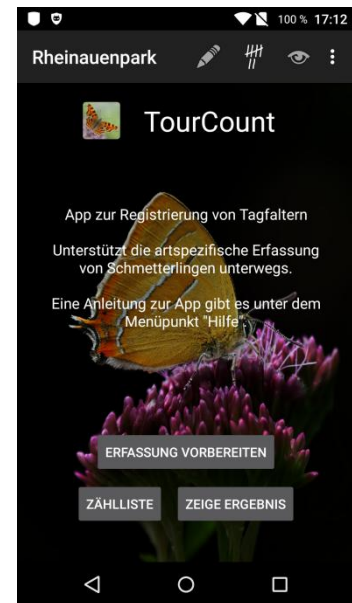 100 % 17:12
Rheinauenpark
TourCount
App zur Registrierung von Tagfaltern
Unterstützt die artspezifische Erfassung
von Schmetterlingen unterwegs.
Eine Anleitung zur App gibt es unter dem
Menüpunkt "Hilfe".
ERFASSUNG VORBEREITEN
ZÄHLLISTE ZEIGE ERGEBNIS